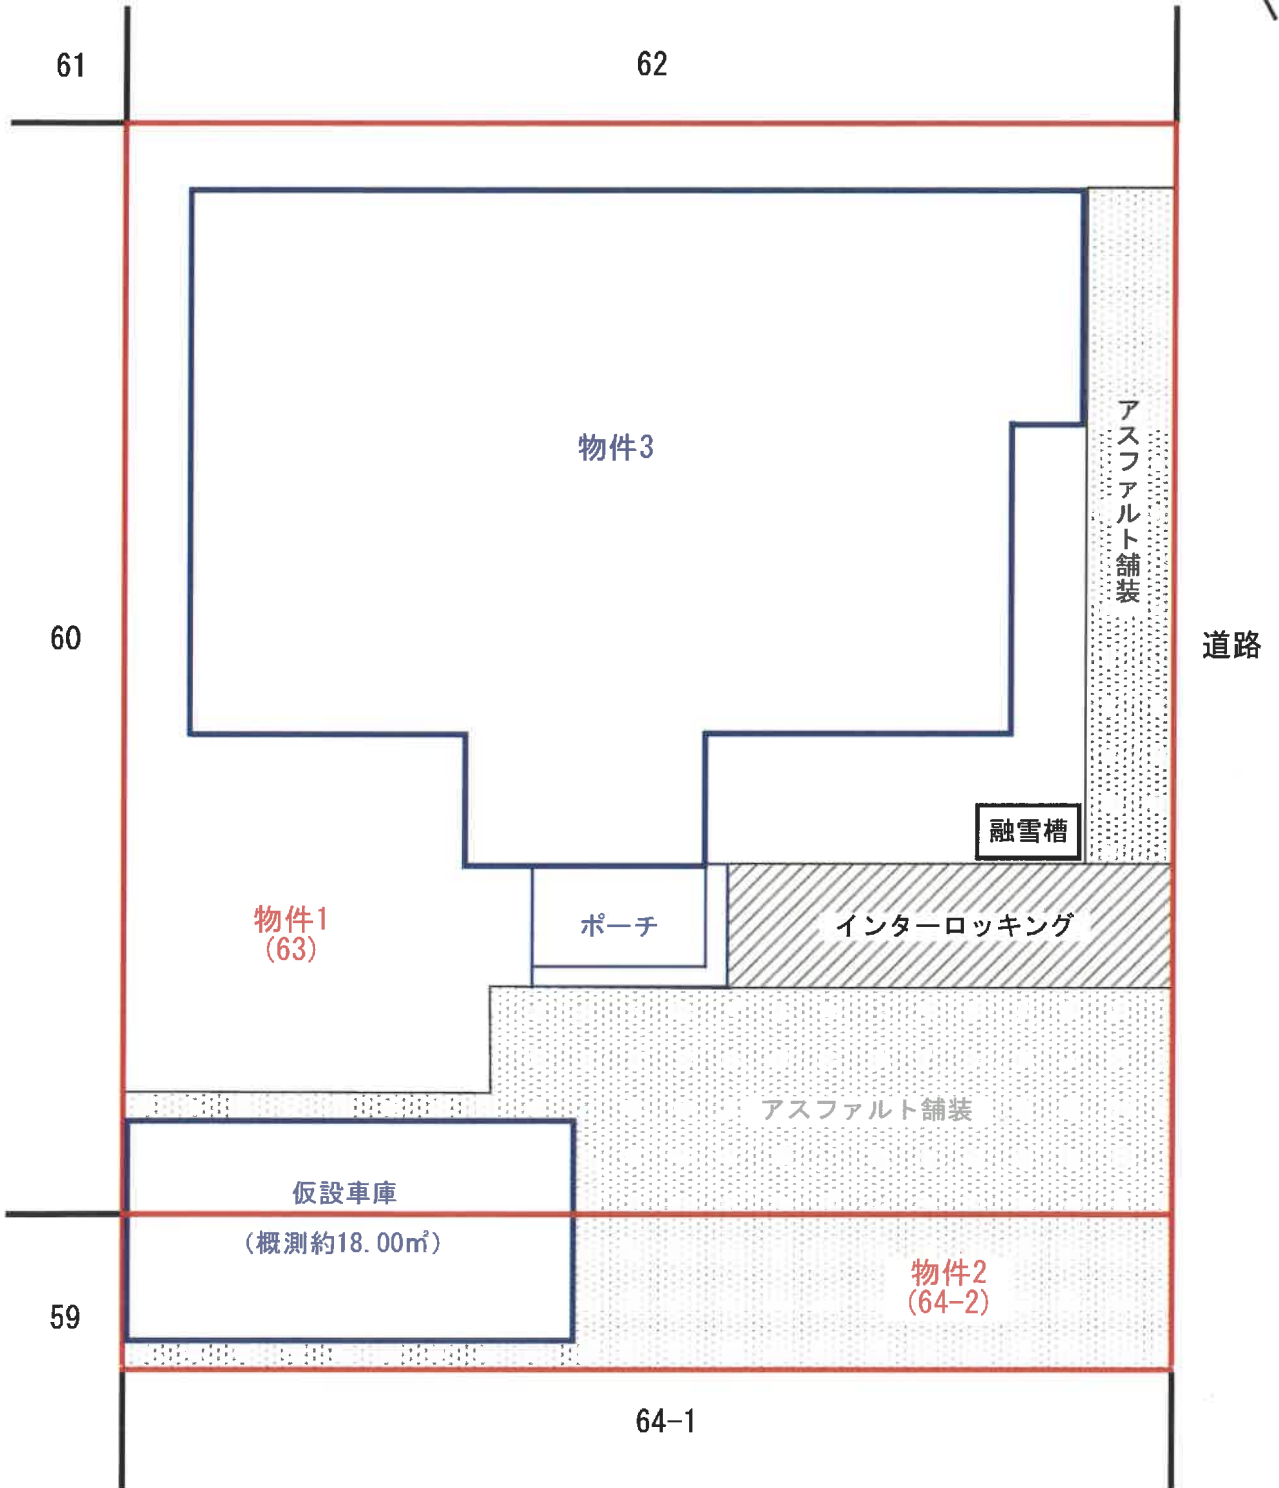 61
62
物件3
アスファルト舗装
60
道路
融雪槽
物件1
(63)
ポーチ
インターロッキング
アスファルト舗装
仮設車庫
(概測約18.00㎡)
物件2
(64-2)
59
64-1